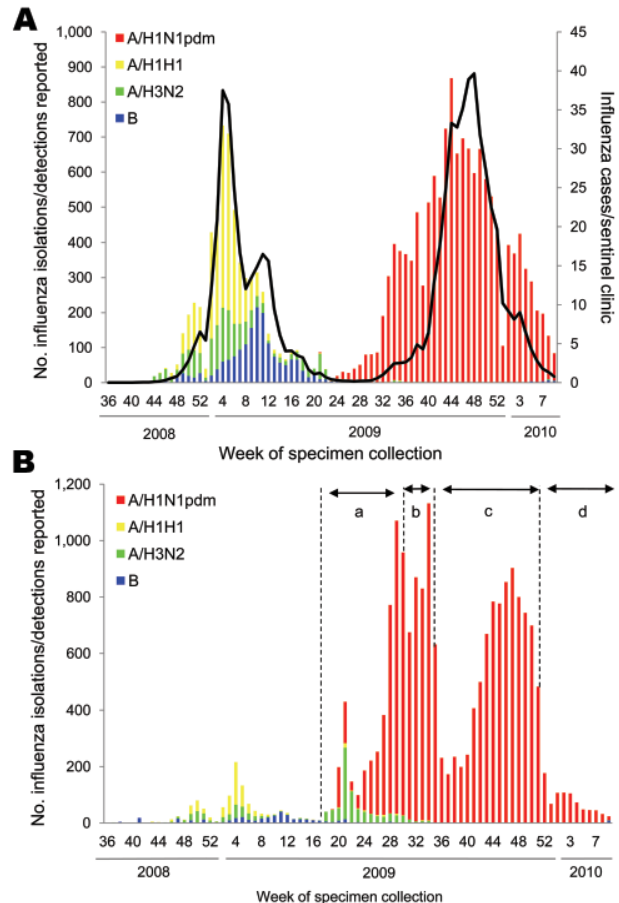 A
No. influenza isolations/detections reported
1,000
900
800
700
600
500
400
300
200
100
0
A/H1N1pdm
A/H1H1
A/H3N2
B
45
40
35
30
25
20
15
10
5
0
Influenza cases/sentinel clinic
36 40 44 48 52 4 8 12 16 20 24 28 32 36 40 44 48 52 3 7
2008 2009 2010
Week of specimen collection
B
No. influenza isolations/detections reported
1,200
1,000
800
600
400
200
0
A/H1N1pdm
A/H1H1
A/H3N2
B
a b c d
36 40 44 48 52 4 8 12 16 20 24 28 32 36 40 44 48 52 3 7
2008 2009 2010
Week of specimen collection